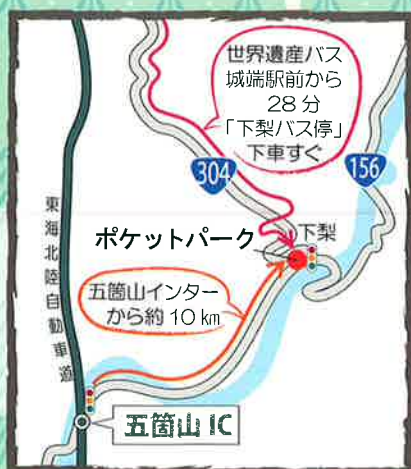 世界遺産バス
城端駅前から
28分
「下梨バス停」
下車すぐ
304
156
ポケットパーク
下梨
東海北陸自動車道
五箇山インター
から約10km
五箇山IC